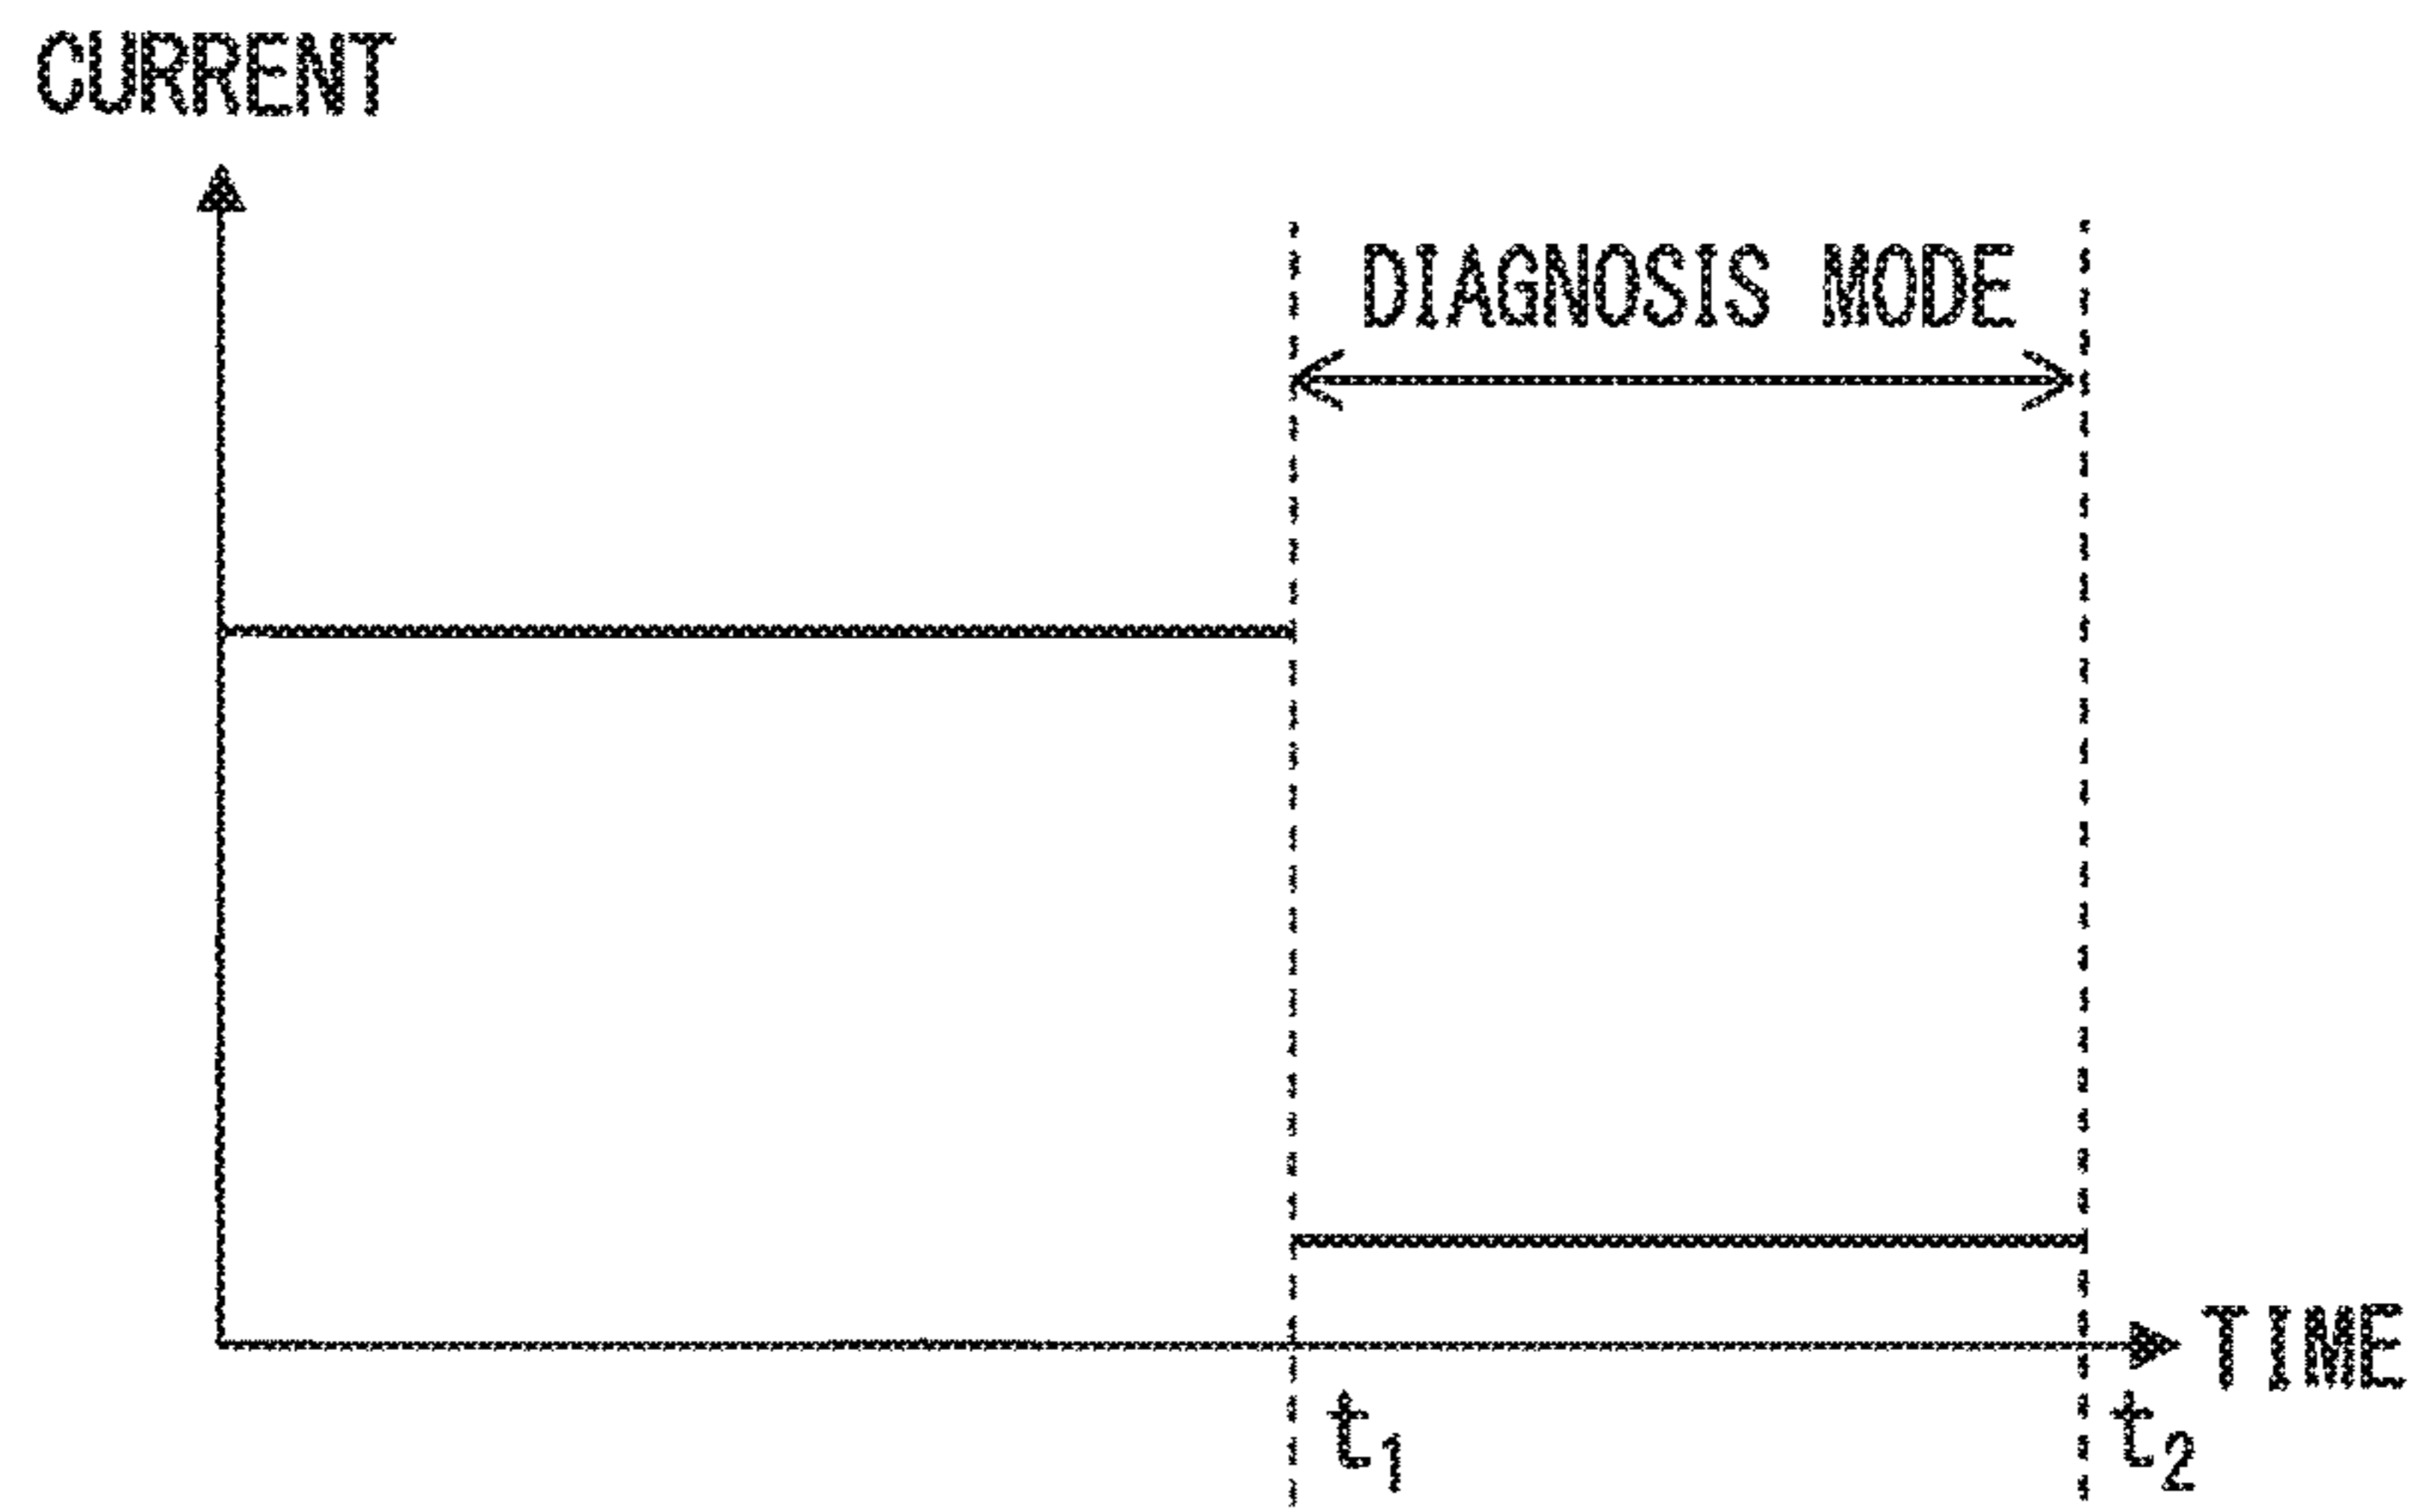 CURRENT
DIAGNOSIS MODE
TIME
t₁
t₂